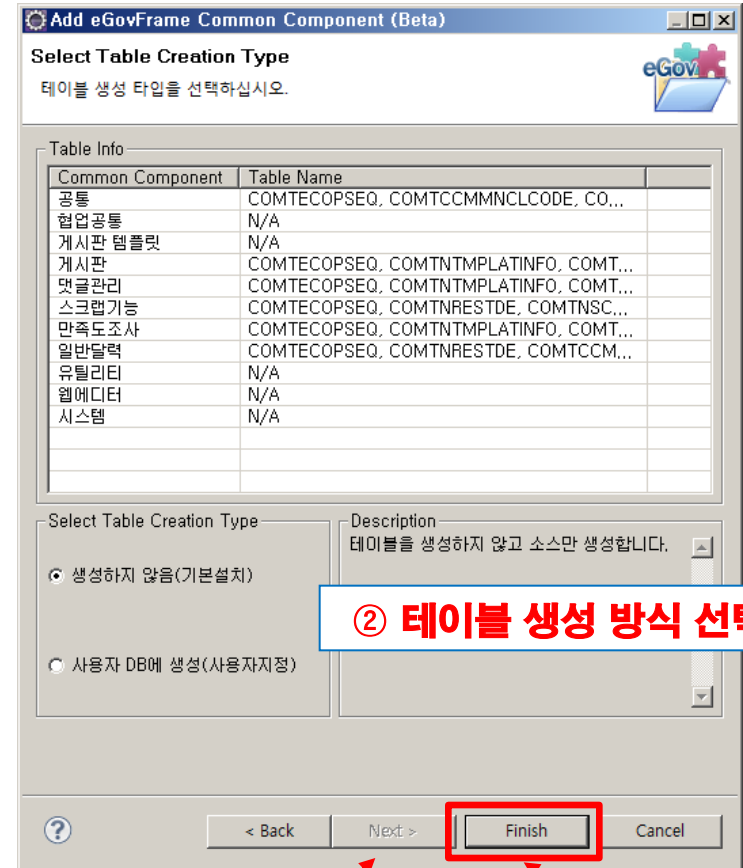 Add eGovFrame Common Component (Beta)
Select Table Creation Type
테이블 생성 타입을 선택하십시오.
eGov
Table Info
Common Component Table Name
공통 COMTECOPSEQ, COMTCCMMNCLCODE, CO...
협업공통 N/A
게시판 템플릿 N/A
게시판 COMTECOPSEQ, COMTNTMPLATINFO, COMT...
댓글관리 COMTECOPSEQ, COMTNTMPLATINFO, COMT...
스크랩기능 COMTECOPSEQ, COMTNRESTDE, COMTNSC...
만족도조사 COMTECOPSEQ, COMTNTMPLATINFO, COMT...
일반달력 COMTECOPSEQ, COMTNRESTDE, COMTCCM...
유틸리티 N/A
웹에디터 N/A
시스템 N/A
Select Table Creation Type
Description
테이블을 생성하지 않고 소스만 생성합니다.
생성하지 않음(기본설치)
② 테이블 생성 방식 선택
사용자 DB에 생성(사용자지정)
? < Back Next > Finish Cancel